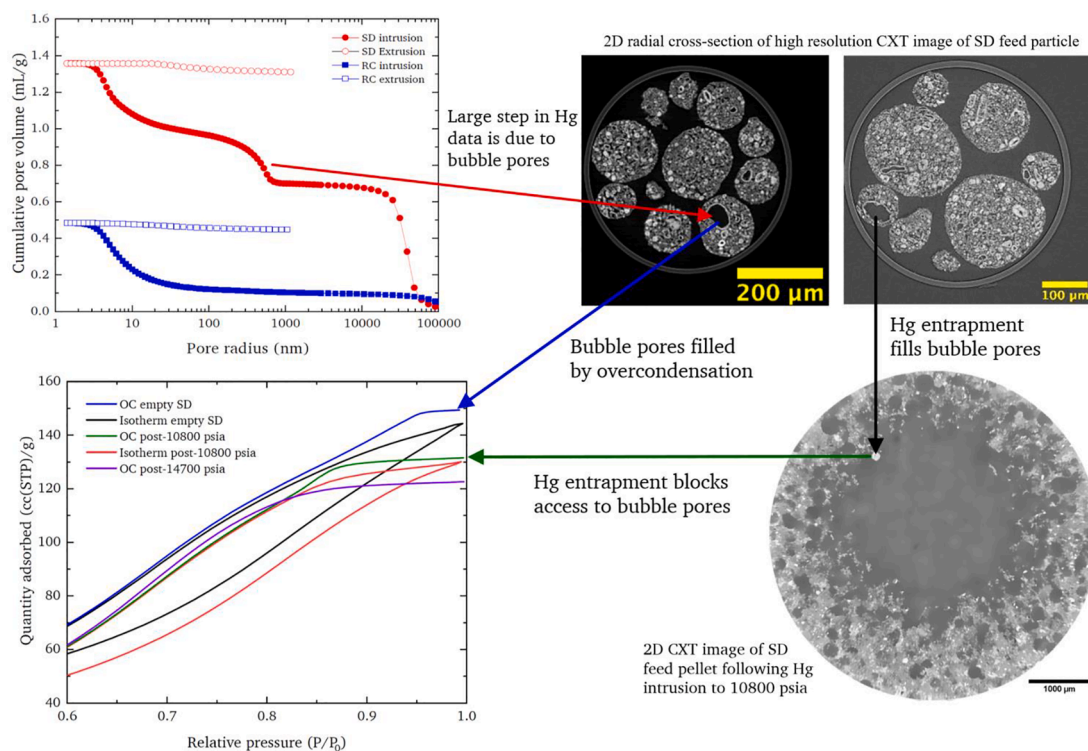 1.6
1.4
1.2
1.0
0.8
0.6
0.4
0.2
0.0
Cumulative pore volume (mL/g)
SD intrusion
SD Extrusion
RC intrusion
RC extrusion
1 10 100 1000 10000 100000
Pore radius (nm)
Large step in Hg
data is due to
bubble pores
2D radial cross-section of high resolution CXT image of SD feed particle
200 μm
100 μm
Bubble pores filled
by overcondensation
Hg entrapment
fills bubble pores
160
140
120
100
80
60
40
Quantity adsorbed (cc(STP)/g)
OC empty SD
Isotherm empty SD
OC post-10800 psia
Isotherm post-10800 psia
OC post-14700 psia
0.6 0.7 0.8 0.9 1.0
Relative pressure (P/P₀)
Hg entrapment blocks
access to bubble pores
2D CXT image of SD
feed pellet following Hg
intrusion to 10800 psia
1000 μm